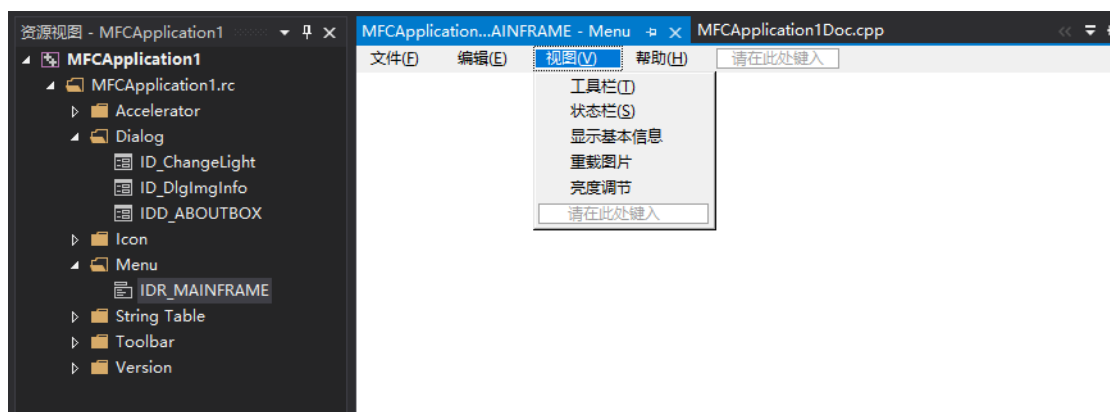 资源视图 - MFCApplication1
MFCApplication1
MFCApplication1.rc
Accelerator
Dialog
ID_ChangeLight
ID_DlgImgInfo
IDD_ABOUTBOX
Icon
Menu
IDR_MAINFRAME
String Table
Toolbar
Version
MFCApplication...AINFRAME - Menu
MFCApplication1Doc.cpp
文件(F) 编辑(E) 视图(V) 帮助(H) 请在此处键入
工具栏(T)
状态栏(S)
显示基本信息
重载图片
亮度调节
请在此处键入